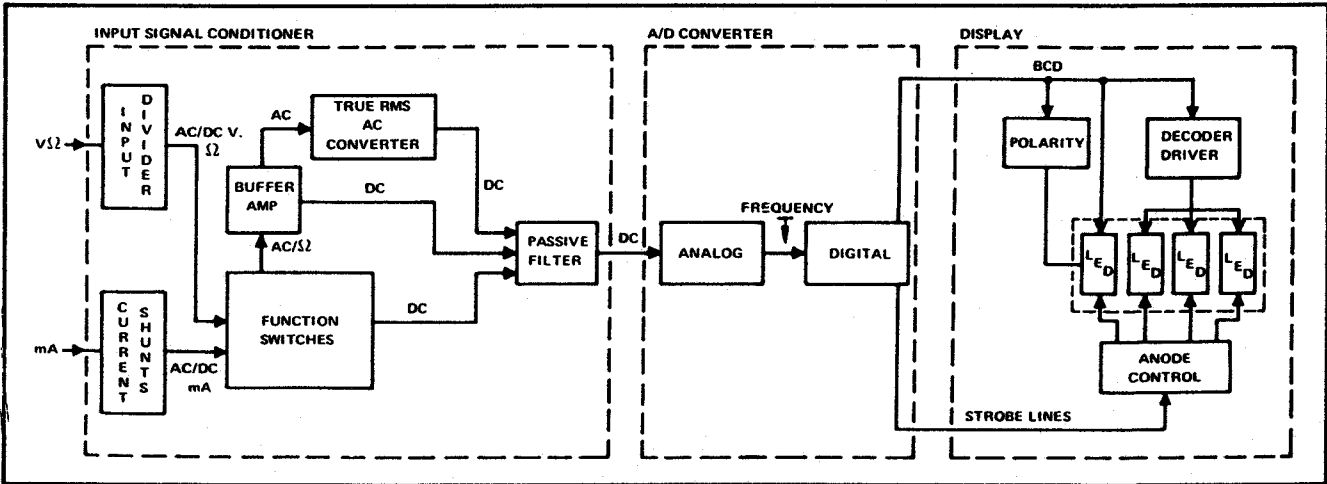 INPUT SIGNAL CONDITIONER
INPUT
DIVIDER
VΩ
AC/DC V.
Ω
AC
TRUE RMS
AC
CONVERTER
BUFFER
AMP
DC
DC
AC/Ω
PASSIVE
FILTER
FUNCTION
SWITCHES
DC
CURRENT
SHUNTS
mA
AC/DC
mA
A/D CONVERTER
DC
ANALOG
FREQUENCY
DIGITAL
DISPLAY
BCD
POLARITY
DECODER
DRIVER
LED
LED
LED
LED
ANODE
CONTROL
STROBE LINES